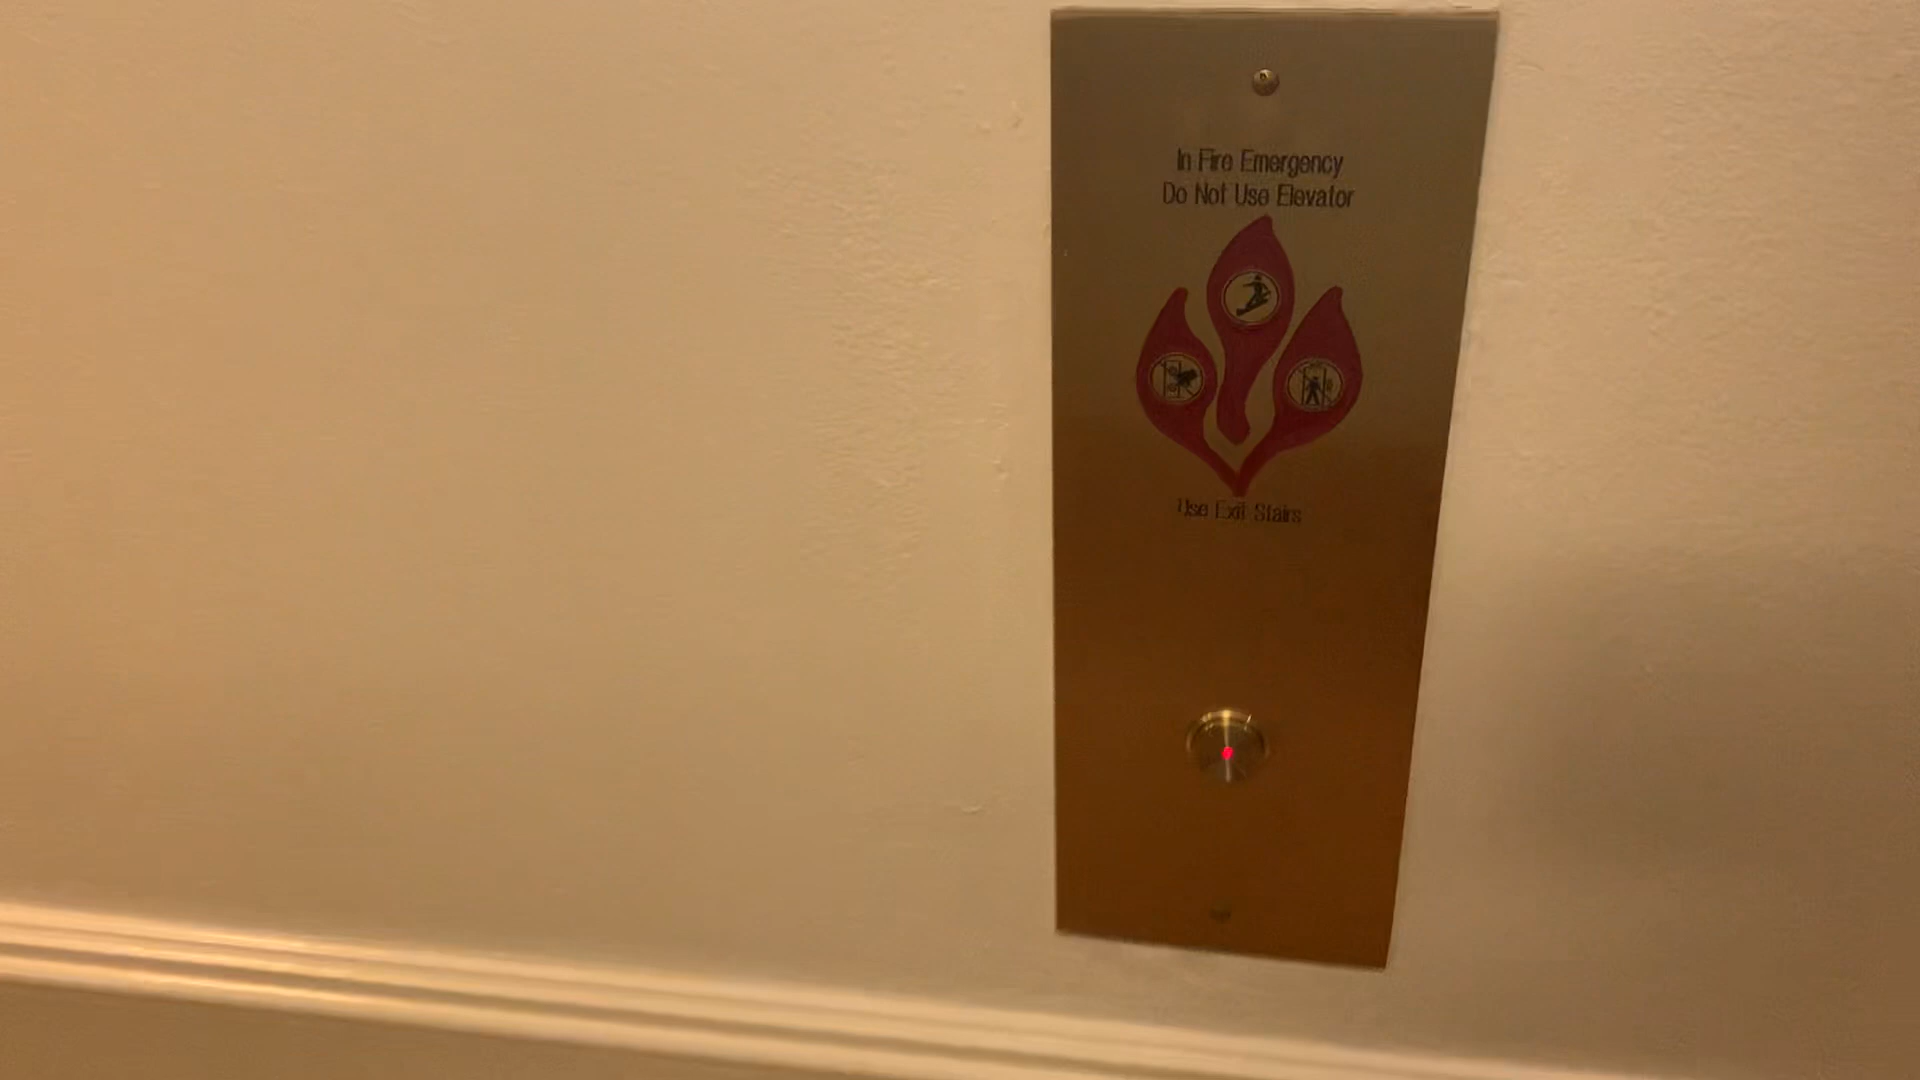 In Fire Emergency
Do Not Use Elevator
Use Exit Stairs